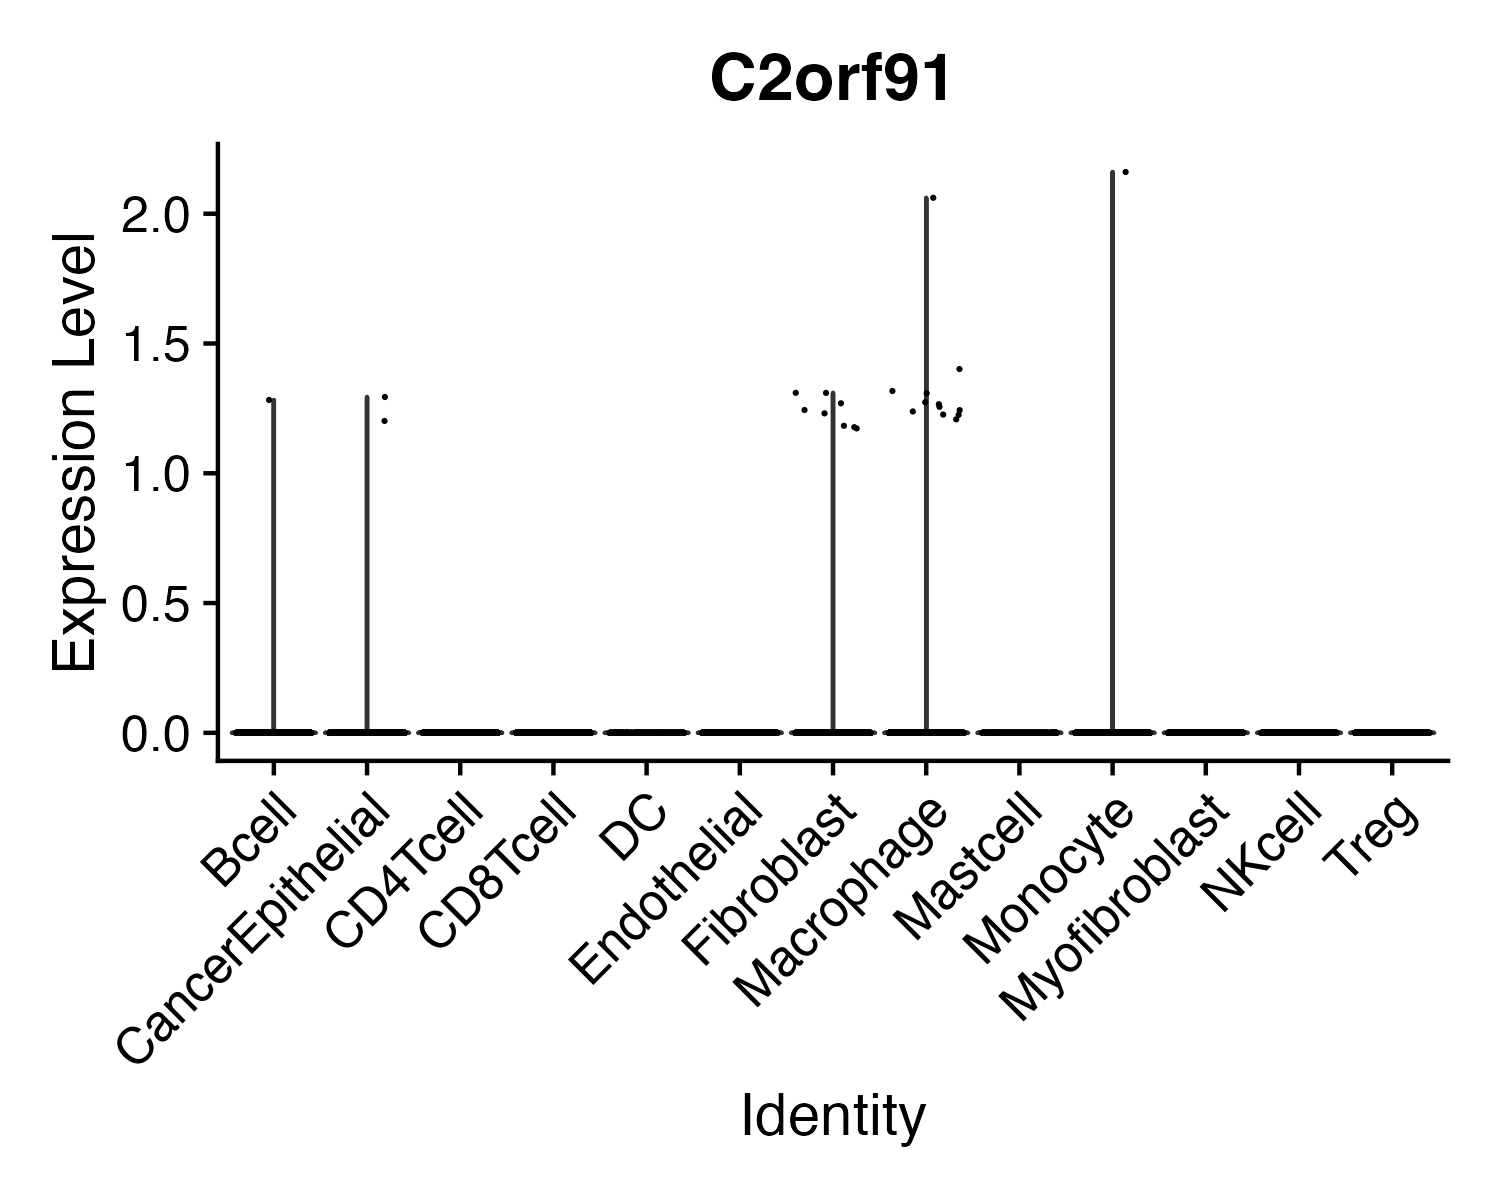 C2orf91
Expression Level
2.0
1.5
1.0
0.5
0.0
Bcell
CancerEpithelial
CD4Tcell
CD8Tcell
DC
Endothelial
Fibroblast
Macrophage
Mastcell
Monocyte
Myofibroblast
NKcell
Treg
Identity